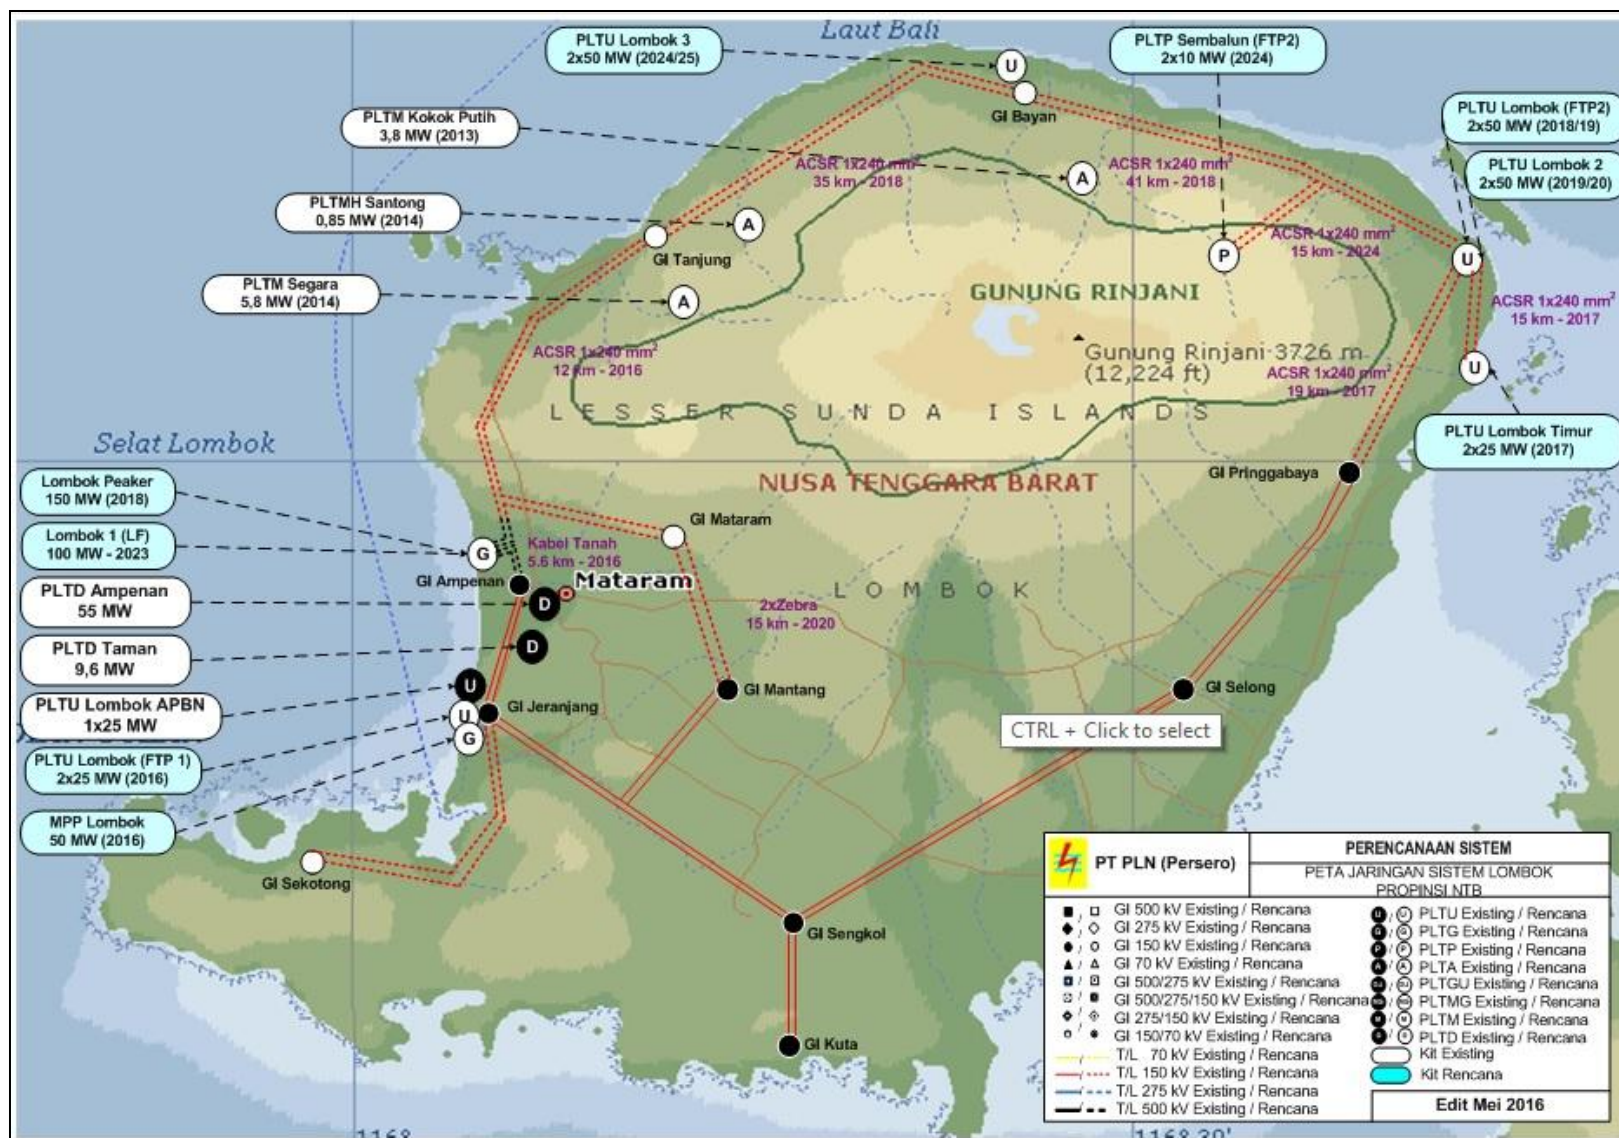 Laut Bali
PLTU Lombok 3
2x50 MW (2024/25)
PLTP Sembalun (FTP2)
2x10 MW (2024)
PLTM Kokok Putih
3,8 MW (2013)
GI Bayan
PLTU Lombok (FTP2)
2x50 MW (2018/19)
PLTU Lombok 2
2x50 MW (2019/20)
U
ACSR 1x240 mm²
35 km - 2018
A
ACSR 1x240 mm²
41 km - 2018
PLTMH Santong
0,85 MW (2014)
A
GI Tanjung
P
ACSR 1x240 mm²
15 km - 2024
U
PLTM Segara
5,8 MW (2014)
A
GUNUNG RINJANI
ACSR 1x240 mm²
15 km - 2017
ACSR 1x240 mm²
12 km - 2016
Gunung Rinjani 3726 m
(12,224 ft)
ACSR 1x240 mm²
19 km - 2017
U
LESSER SUNDA ISLANDS
Selat Lombok
PLTU Lombok Timur
2x25 MW (2017)
GI Pringgabaya
NUSA TENGGARA BARAT
Lombok Peaker
150 MW (2018)
GI Mataram
Lombok 1 (LF)
100 MW - 2023
G
Kabel Tanah
5.6 km - 2016
GI Ampenan
Mataram
LOMBOK
PLTD Ampenan
55 MW
D
2xZebra
15 km - 2020
PLTD Taman
9,6 MW
D
PLTU Lombok APBN
1x25 MW
U
U
G
GI Jeranjang
GI Mantang
GI Selong
CTRL + Click to select
PLTU Lombok (FTP 1)
2x25 MW (2016)
MPP Lombok
50 MW (2016)
GI Sekotong
GI Sengkol
GI Kuta
PT PLN (Persero)
PERENCANAAN SISTEM
PETA JARINGAN SISTEM LOMBOK
PROPINSI NTB
GI 500 kV Existing / Rencana
GI 275 kV Existing / Rencana
GI 150 kV Existing / Rencana
GI 70 kV Existing / Rencana
GI 500/275 kV Existing / Rencana
GI 500/275/150 kV Existing / Rencana
GI 275/150 kV Existing / Rencana
GI 150/70 kV Existing / Rencana
T/L 70 kV Existing / Rencana
T/L 150 kV Existing / Rencana
T/L 275 kV Existing / Rencana
T/L 500 kV Existing / Rencana
U / U PLTU Existing / Rencana
G / G PLTG Existing / Rencana
P / P PLTP Existing / Rencana
A / A PLTA Existing / Rencana
PLTGU Existing / Rencana
PLTMG Existing / Rencana
PLTM Existing / Rencana
PLTD Existing / Rencana
Kit Existing
Kit Rencana
Edit Mei 2016